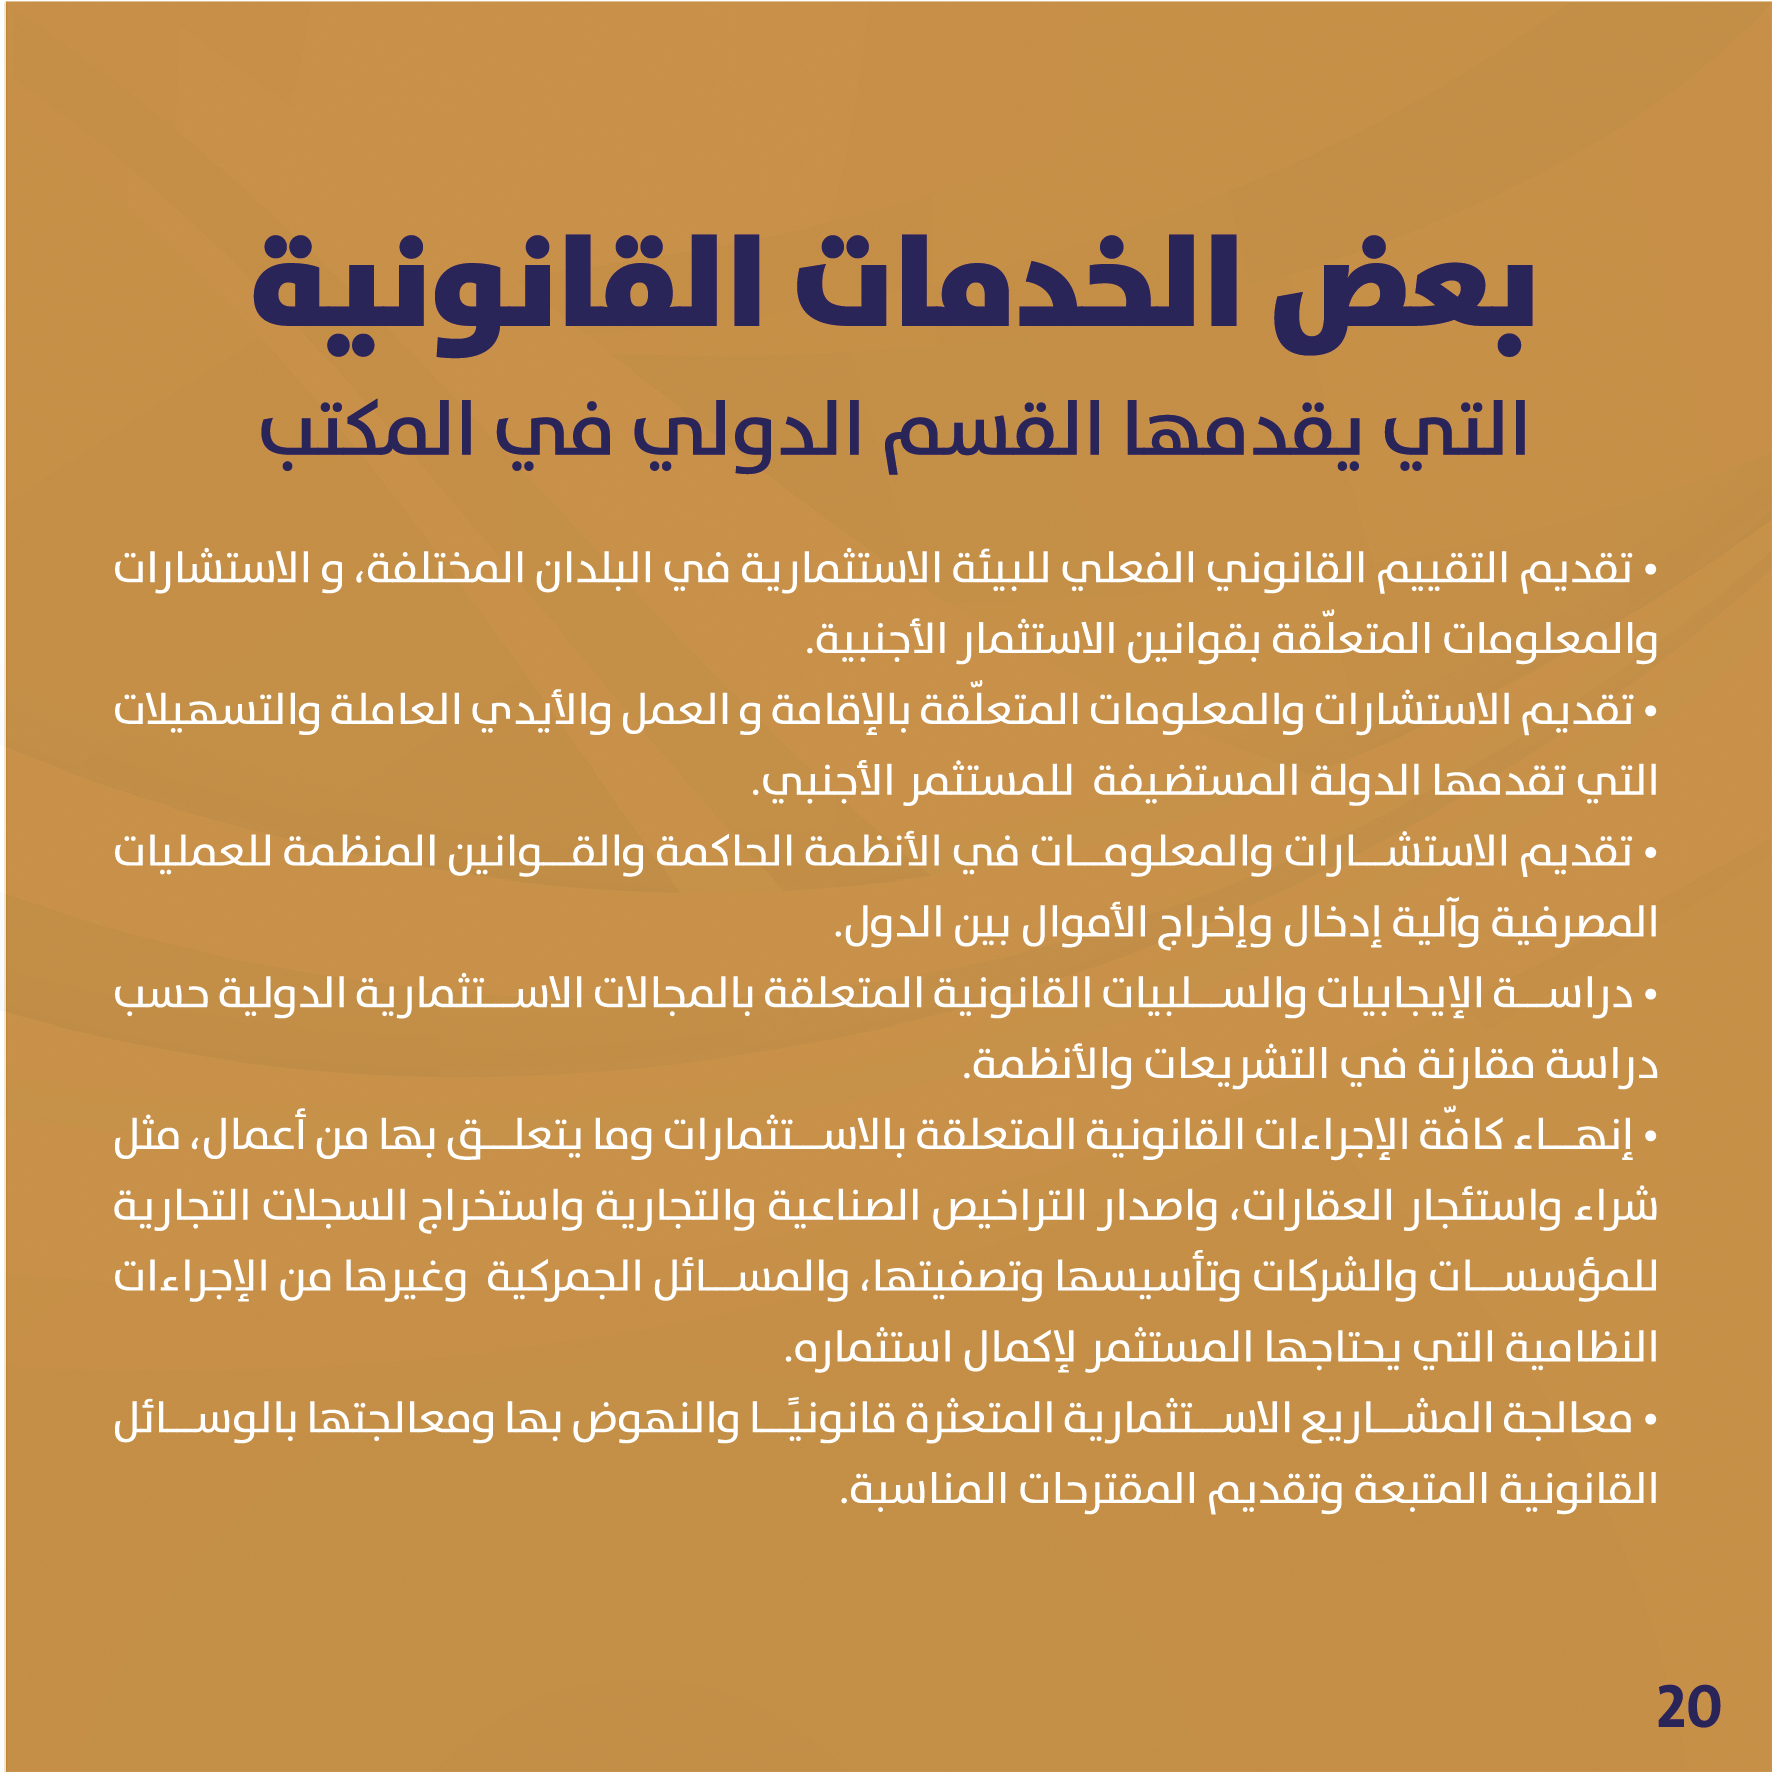 بعض الخدمات القانونية
التي يقدمها القسم الدولي في المكتب
• تقديم التقييم القانوني الفعلي للبيئة الاستثمارية في البلدان المختلفة، و الاستشارات
والمعلومات المتعلّقة بقوانين الاستثمار الأجنبية.
• تقديم الاستشارات والمعلومات المتعلّقة بالإقامة و العمل والأيدي العاملة والتسهيلات
التي تقدمها الدولة المستضيفة للمستثمر الأجنبي.
• تقديم الاستشـــارات والمعلومـــات في الأنظمة الحاكمة والقـــوانين المنظمة للعمليات
المصرفية وآلية إدخال وإخراج الأموال بين الدول.
• دراســـة الإيجابيات والســـلبيات القانونية المتعلقة بالمجالات الاســـتثمارية الدولية حسب
دراسة مقارنة في التشريعات والأنظمة.
• إنهـــاء كافّة الإجراءات القانونية المتعلقة بالاســـتثمارات وما يتعلـــق بها من أعمال، مثل
شراء واستئجار العقارات، واصدار التراخيص الصناعية والتجارية واستخراج السجلات التجارية
للمؤسســـات والشركات وتأسيسها وتصفيتها، والمســـائل الجمركية وغيرها من الإجراءات
النظامية التي يحتاجها المستثمر لإكمال استثماره.
• معالجة المشـــاريع الاســـتثمارية المتعثرة قانونيًـــا والنهوض بها ومعالجتها بالوســـائل
القانونية المتبعة وتقديم المقترحات المناسبة.
20